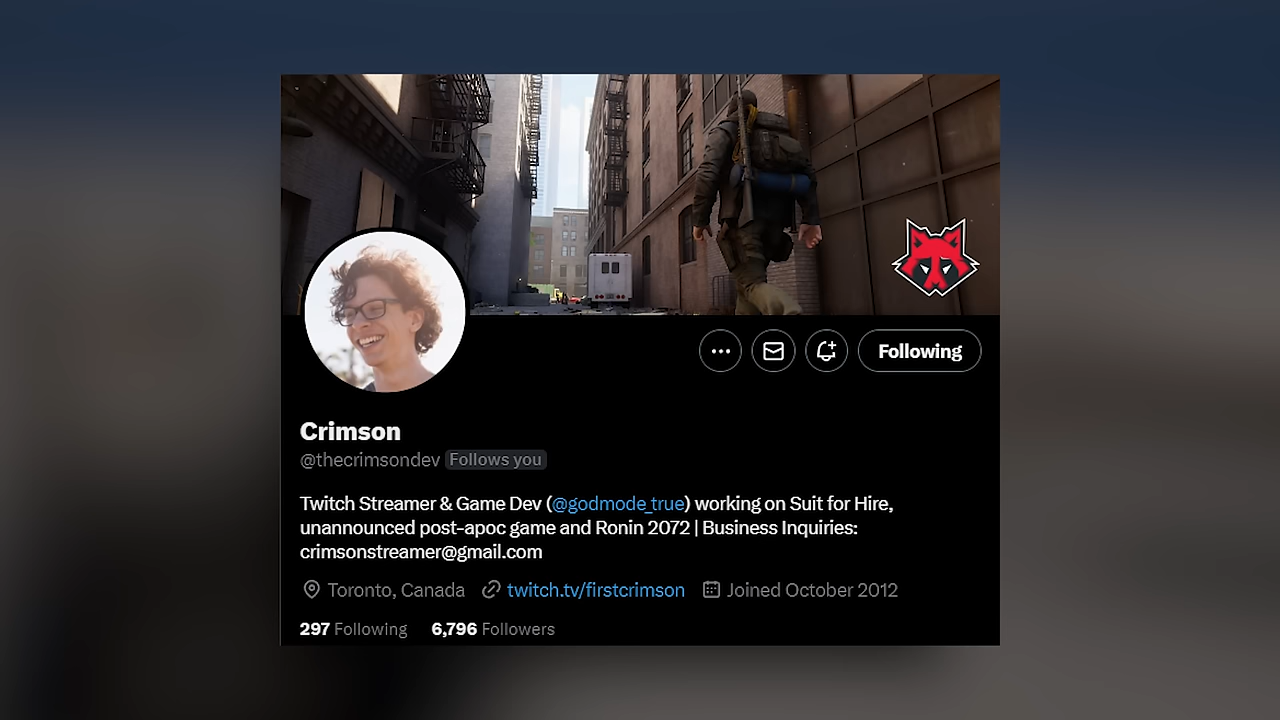 Following
Crimson
@thecrimsondev Follows you
Twitch Streamer & Game Dev (@godmode_true) working on Suit for Hire,
unannounced post-apoc game and Ronin 2072 | Business Inquiries:
crimsonstreamer@gmail.com
Toronto, Canada twitch.tv/firstcrimson Joined October 2012
297 Following 6,796 Followers